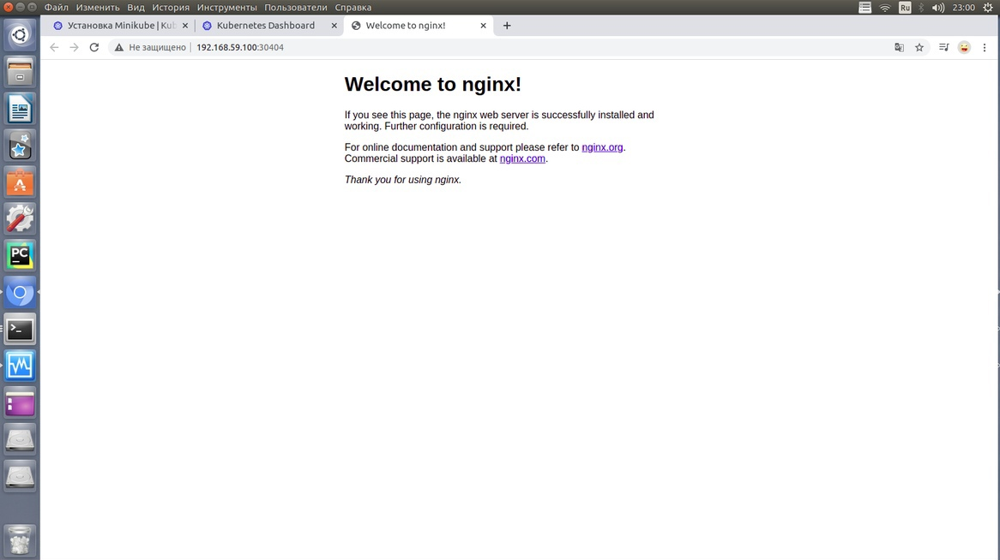 Файл Изменить Вид История Инструменты Пользователи Справка
Ru
23:00
Установка Minikube | Kub
Kubernetes Dashboard
Welcome to nginx!
Не защищено
192.168.59.100:30404
Welcome to nginx!
If you see this page, the nginx web server is successfully installed and
working. Further configuration is required.
For online documentation and support please refer to nginx.org.
Commercial support is available at nginx.com.
Thank you for using nginx.
PC